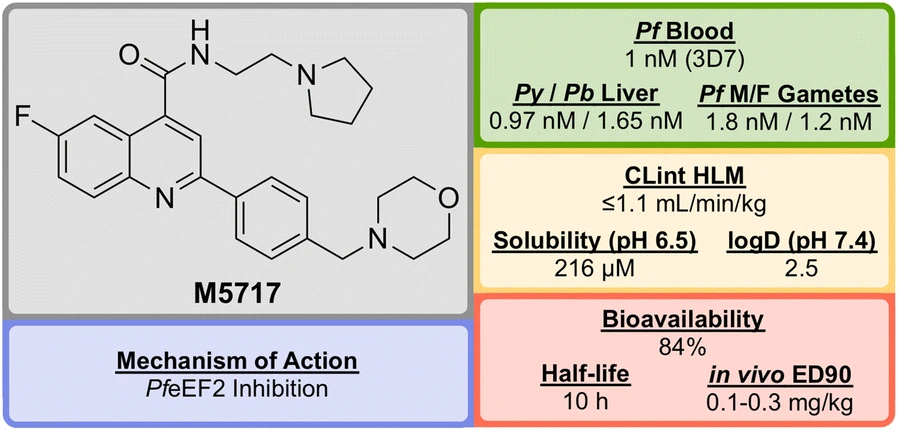 O
H
N
N
F
N
N
O
M5717
Mechanism of Action
PfeEF2 Inhibition
Pf Blood
1 nM (3D7)
Py / Pb Liver
0.97 nM / 1.65 nM
Pf M/F Gametes
1.8 nM / 1.2 nM
CLint HLM
≤1.1 mL/min/kg
Solubility (pH 6.5)
216 µM
logD (pH 7.4)
2.5
Bioavailability
84%
Half-life
10 h
in vivo ED90
0.1-0.3 mg/kg